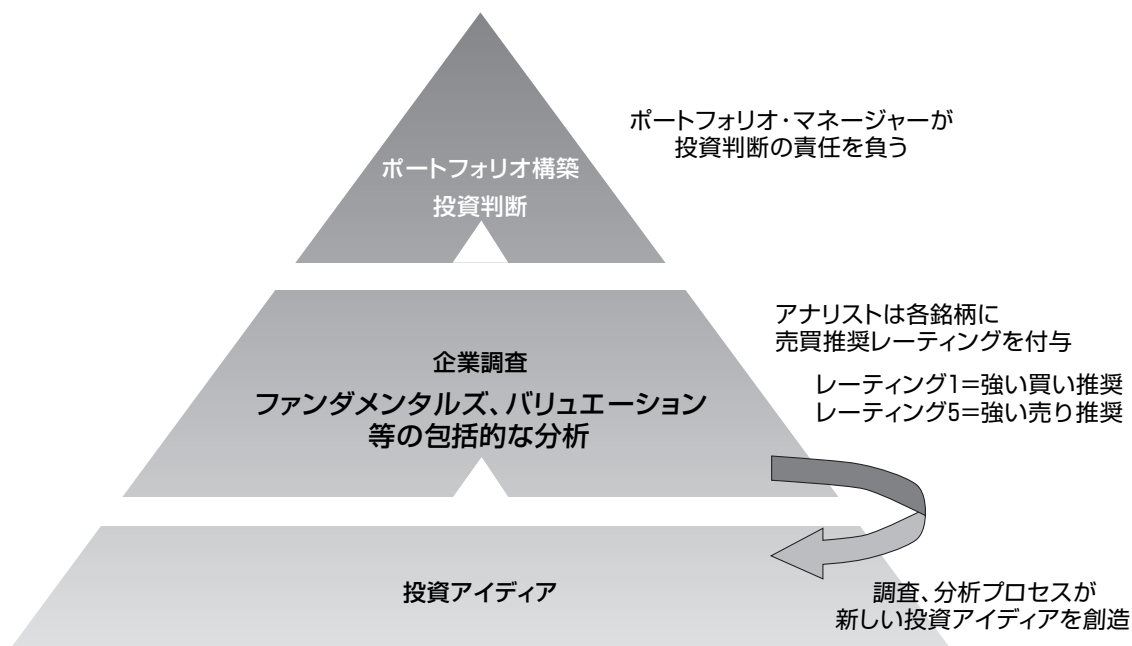 ポートフォリオ・マネージャーが
投資判断の責任を負う
ポートフォリオ構築
投資判断
アナリストは各銘柄に
売買推奨レーティングを付与
レーティング1=強い買い推奨
レーティング5=強い売り推奨
企業調査
ファンダメンタルズ、バリュエーション
等の包括的な分析
投資アイディア
調査、分析プロセスが
新しい投資アイディアを創造